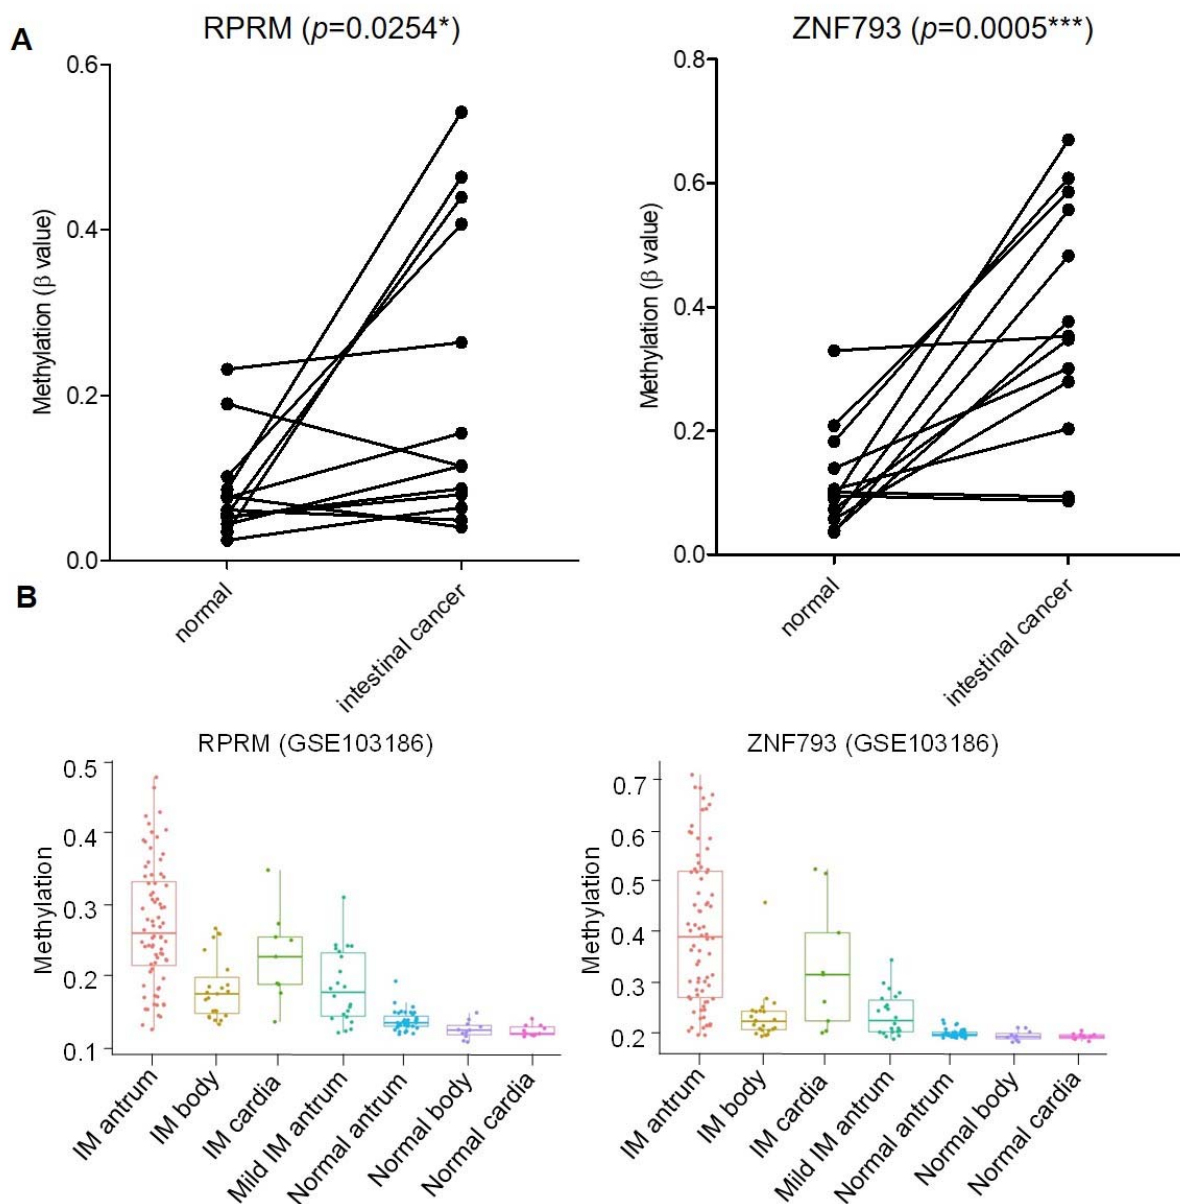 A
RPRM (p=0.0254*)
Methylation (β value)
0.6
0.4
0.2
0.0
normal
intestinal cancer
ZNF793 (p=0.0005***)
Methylation (β value)
0.8
0.6
0.4
0.2
0.0
normal
intestinal cancer
B
RPRM (GSE103186)
Methylation
0.5
0.4
0.3
0.2
0.1
IM antrum
IM body
IM cardia
Mild IM antrum
Normal antrum
Normal body
Normal cardia
ZNF793 (GSE103186)
Methylation
0.7
0.6
0.5
0.4
0.3
0.2
IM antrum
IM body
IM cardia
Mild IM antrum
Normal antrum
Normal body
Normal cardia